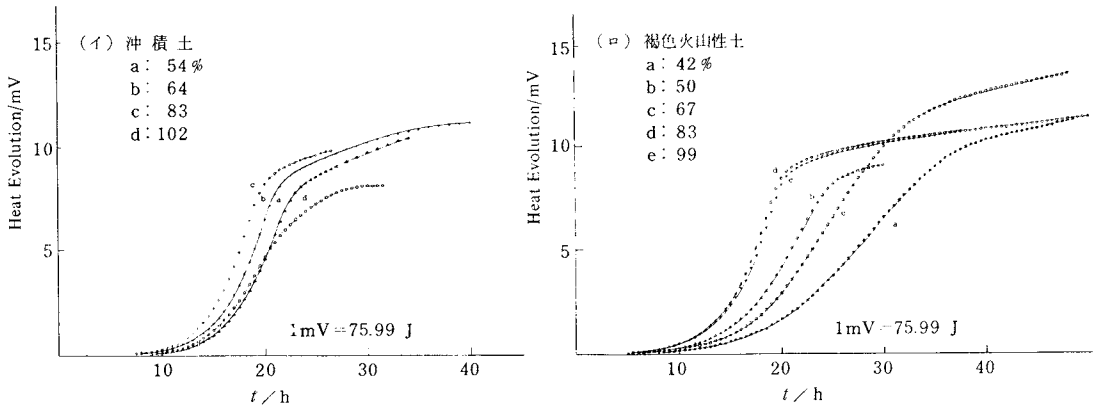 Heat Evolution/mV
15
10
5
(イ) 沖積土
a: 54%
b: 64
c: 83
d: 102
c
b
a
d
1mV=75.99 J
10
20
30
40
t / h
Heat Evolution/mV
15
10
5
(ロ) 褐色火山性土
a: 42%
b: 50
c: 67
d: 83
e: 99
d
c
b
e
a
1mV=75.99 J
10
20
30
40
t / h